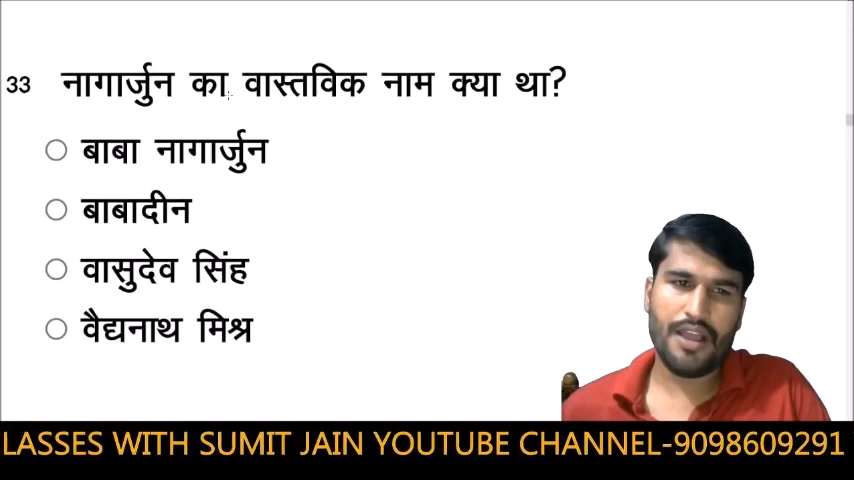 33 नागार्जुन का वास्तविक नाम क्या था?
बाबा नागार्जुन
बाबादीन
वासुदेव सिंह
वैद्यनाथ मिश्र
LASSES WITH SUMIT JAIN YOUTUBE CHANNEL-9098609291